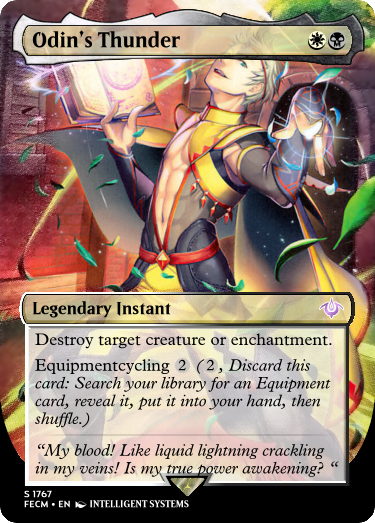 Odin's Thunder
Legendary Instant
Destroy target creature or enchantment.
Equipmentcycling 2 (2, Discard this
card: Search your library for an Equipment
card, reveal it, put it into your hand, then
shuffle.)
“My blood! Like liquid lightning crackling
in my veins! Is my true power awakening? “
S 1767
FECM • EN INTELLIGENT SYSTEMS